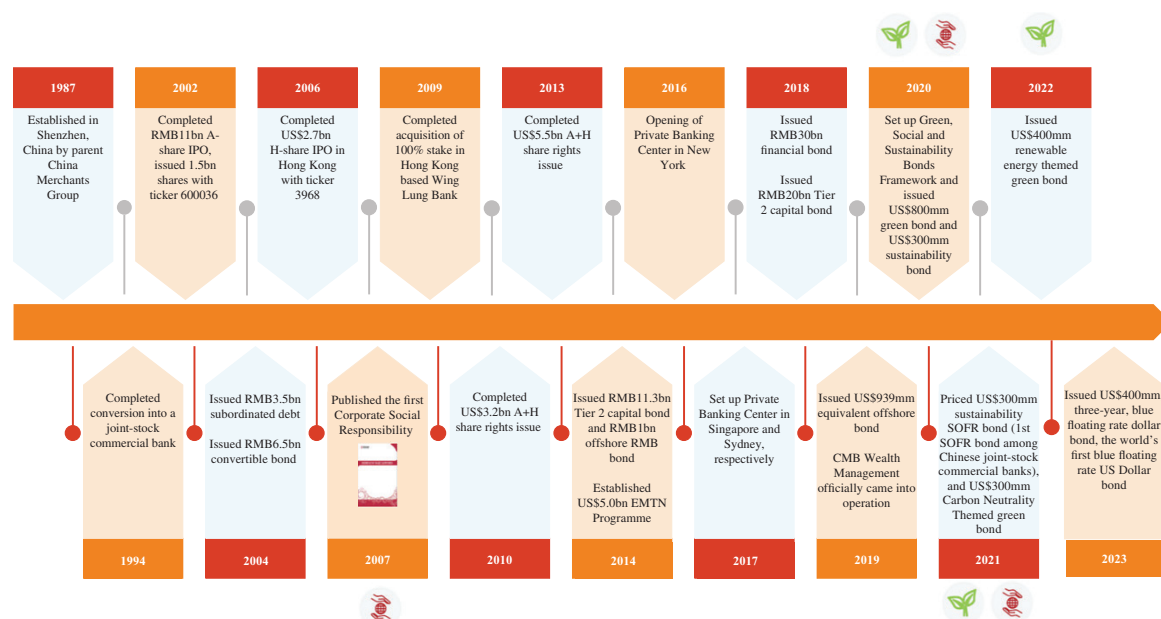 1987
Established in
Shenzhen,
China by parent
China
Merchants
Group
2002
Completed
RMB11bn A-
share IPO,
issued 1.5bn
shares with
ticker 600036
2006
Completed
US$2.7bn
H-share IPO in
Hong Kong
with ticker
3968
2009
Completed
acquisition of
100% stake in
Hong Kong
based Wing
Lung Bank
2013
Completed
US$5.5bn A+H
share rights
issue
2016
Opening of
Private Banking
Center in New
York
2018
Issued
RMB30bn
financial bond
Issued
RMB20bn Tier
2 capital bond
2020
Set up Green,
Social and
Sustainability
Bonds
Framework and
issued
US$800mm
green bond and
US$300mm
sustainability
bond
2022
Issued
US$400mm
renewable
energy themed
green bond
Completed
conversion into a
joint-stock
commercial bank
1994
Issued RMB3.5bn
subordinated debt
Issued RMB6.5bn
convertible bond
2004
Published the first
Corporate Social
Responsibility
2007
Completed
US$3.2bn A+H
share rights issue
2010
Issued RMB11.3bn
Tier 2 capital bond
and RMB1bn
offshore RMB
bond
Established
US$5.0bn EMTN
Programme
2014
Set up Private
Banking Center in
Singapore and
Sydney,
respectively
2017
Issued US$939mm
equivalent offshore
bond
CMB Wealth
Management
officially came into
operation
2019
Priced US$300mm
sustainability
SOFR bond (1st
SOFR bond among
Chinese joint-stock
commercial banks),
and US$300mm
Carbon Neutrality
Themed green
bond
2021
Issued US$400mm
three-year, blue
floating rate dollar
bond, the world's
first blue floating
rate US Dollar
bond
2023